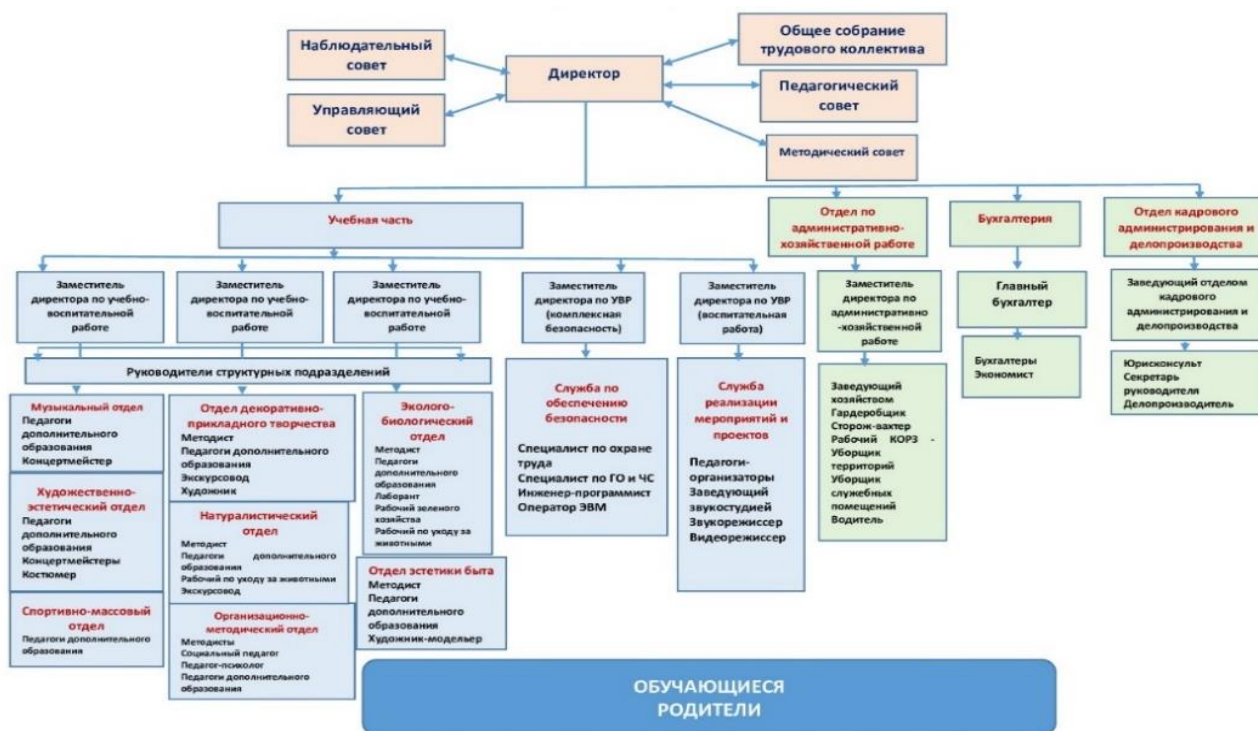 Наблюдательный
совет
Общее собрание
трудового коллектива
Директор
Управляющий
совет
Педагогический
совет
Методический совет
Учебная часть
Отдел по
административно-
хозяйственной работе
Бухгалтерия
Отдел кадрового
администрирования и
делопроизводства
Заместитель
директора по учебно-
воспитательной
работе
Заместитель
директора по учебно-
воспитательной
работе
Заместитель
директора по учебно-
воспитательной
работе
Заместитель
директора по УВР
(комплексная
безопасность)
Заместитель
директора по УВР
(воспитательная
работа)
Заместитель
директора по
административно
-хозяйственной
работе
Главный
бухгалтер
Заведующий отделом
кадрового
администрирования и
делопроизводства
Руководители структурных подразделений
Музыкальный отдел
Педагоги
дополнительного
образования
Концертмейстер
Художественно-
эстетический отдел
Педагоги
дополнительного
образования
Концертмейстеры
Костюмер
Спортивно-массовый
отдел
Педагоги дополнительного
образования
Отдел декоративно-
прикладного творчества
Методист
Педагоги дополнительного
образования
Экскурсовод
Художник
Натуралистический
отдел
Методист
Педагоги дополнительного
образования
Рабочий по уходу за животными
Экскурсовод
Организационно-
методический отдел
Методисты
Социальный педагог
Педагог-психолог
Педагоги дополнительного
образования
Эколого-
биологический
отдел
Методист
Педагоги
дополнительного
образования
Лаборант
Рабочий зеленого
хозяйства
Рабочий по уходу за
животными
Отдел эстетики быта
Методист
Педагоги
дополнительного
образования
Художник-модельер
Служба по
обеспечению
безопасности
Специалист по охране
труда
Специалист по ГО и ЧС
Инженер-программист
Оператор ЭВМ
Служба
реализации
мероприятий и
проектов
Педагоги-
организаторы
Заведующий
звукостудией
Звукорежиссер
Видеорежиссер
Заведующий
хозяйством
Гардеробщик
Сторож-вахтер
Рабочий КОРЗ -
Уборщик
территорий
Уборщик
служебных
помещений
Водитель
Бухгалтеры
Экономист
Юрисконсульт
Секретарь
руководителя
Делопроизводитель
ОБУЧАЮЩИЕСЯ
РОДИТЕЛИ